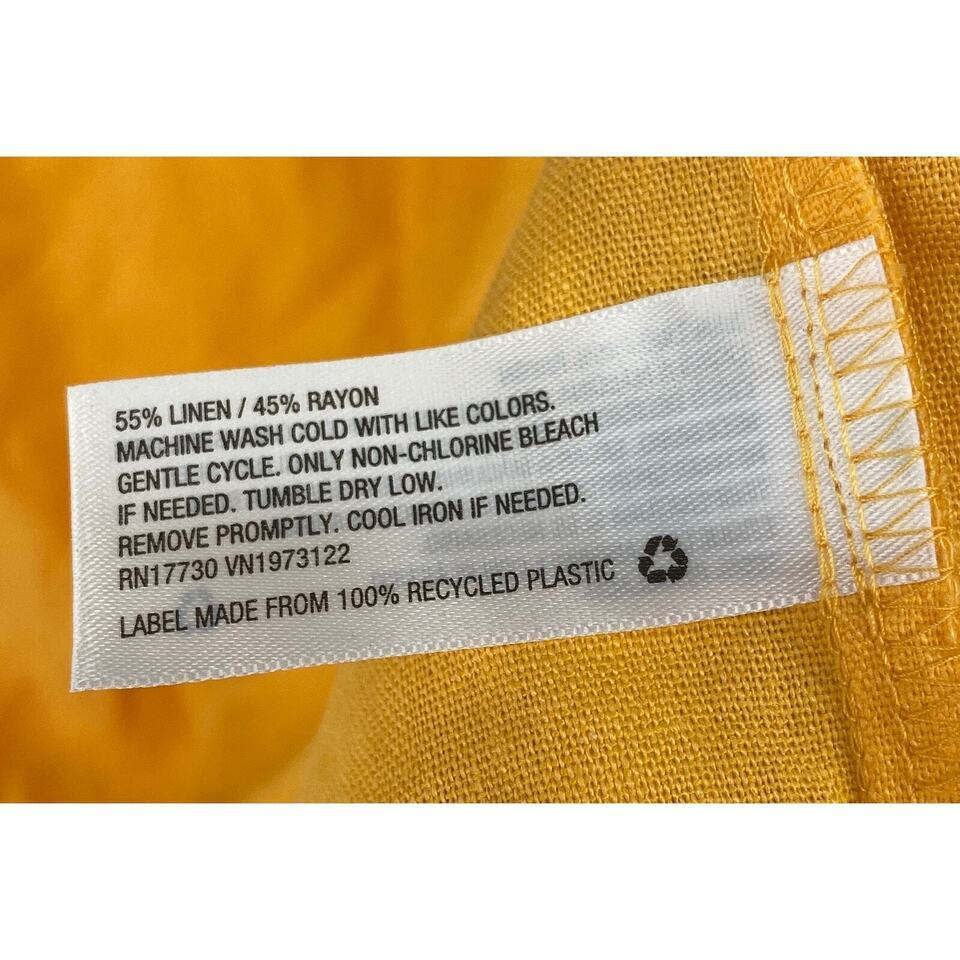 55% LINEN / 45% RAYON
MACHINE WASH COLD WITH LIKE COLORS.
GENTLE CYCLE. ONLY NON-CHLORINE BLEACH
IF NEEDED. TUMBLE DRY LOW.
REMOVE PROMPTLY. COOL IRON IF NEEDED.
RN17730 VN1973122
LABEL MADE FROM 100% RECYCLED PLASTIC